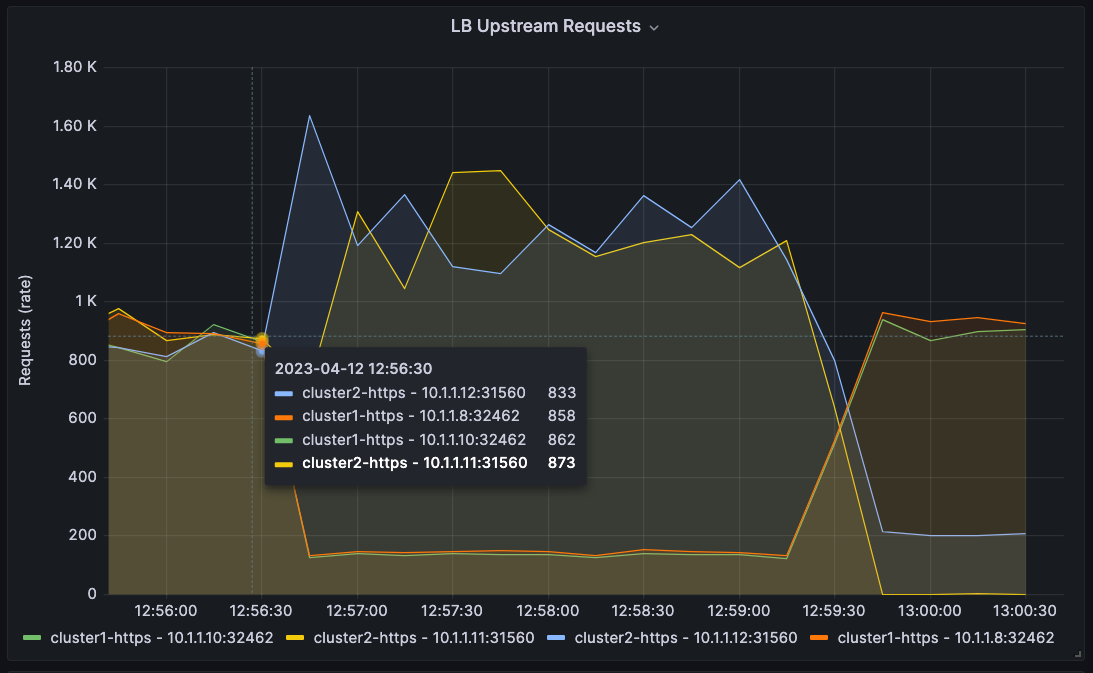 LB Upstream Requests
1.80 K
1.60 K
1.40 K
1.20 K
1 K
800
600
400
200
0
Requests (rate)
2023-04-12 12:56:30
cluster2-https - 10.1.1.12:31560 833
cluster1-https - 10.1.1.8:32462 858
cluster1-https - 10.1.1.10:32462 862
cluster2-https - 10.1.1.11:31560 873
12:56:00 12:56:30 12:57:00 12:57:30 12:58:00 12:58:30 12:59:00 12:59:30 13:00:00 13:00:30
cluster1-https - 10.1.1.10:32462 cluster2-https - 10.1.1.11:31560 cluster2-https - 10.1.1.12:31560 cluster1-https - 10.1.1.8:32462